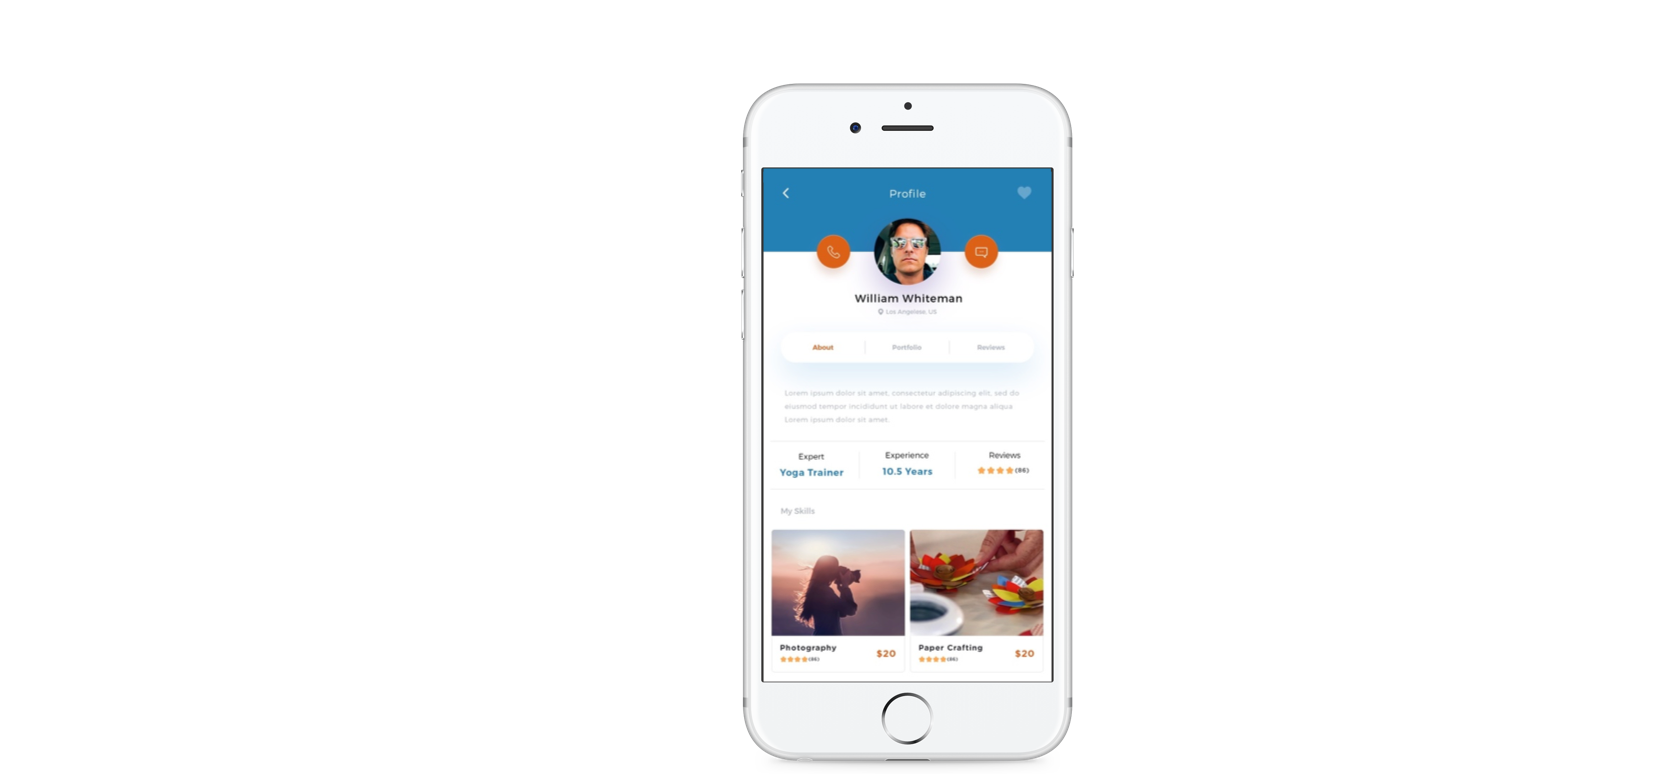 Profile
William Whiteman
Los Angelese, US
About Portfolio Reviews
Lorem ipsum dolor sit amet, consectetur adipiscing elit, sed do
eiusmod tempor incididunt ut labore et dolore magna aliqua
Lorem ipsum dolor sit amet.
Expert Experience Reviews
Yoga Trainer 10.5 Years (86)
My Skills
Photography $20 Paper Crafting $20
(86) (86)